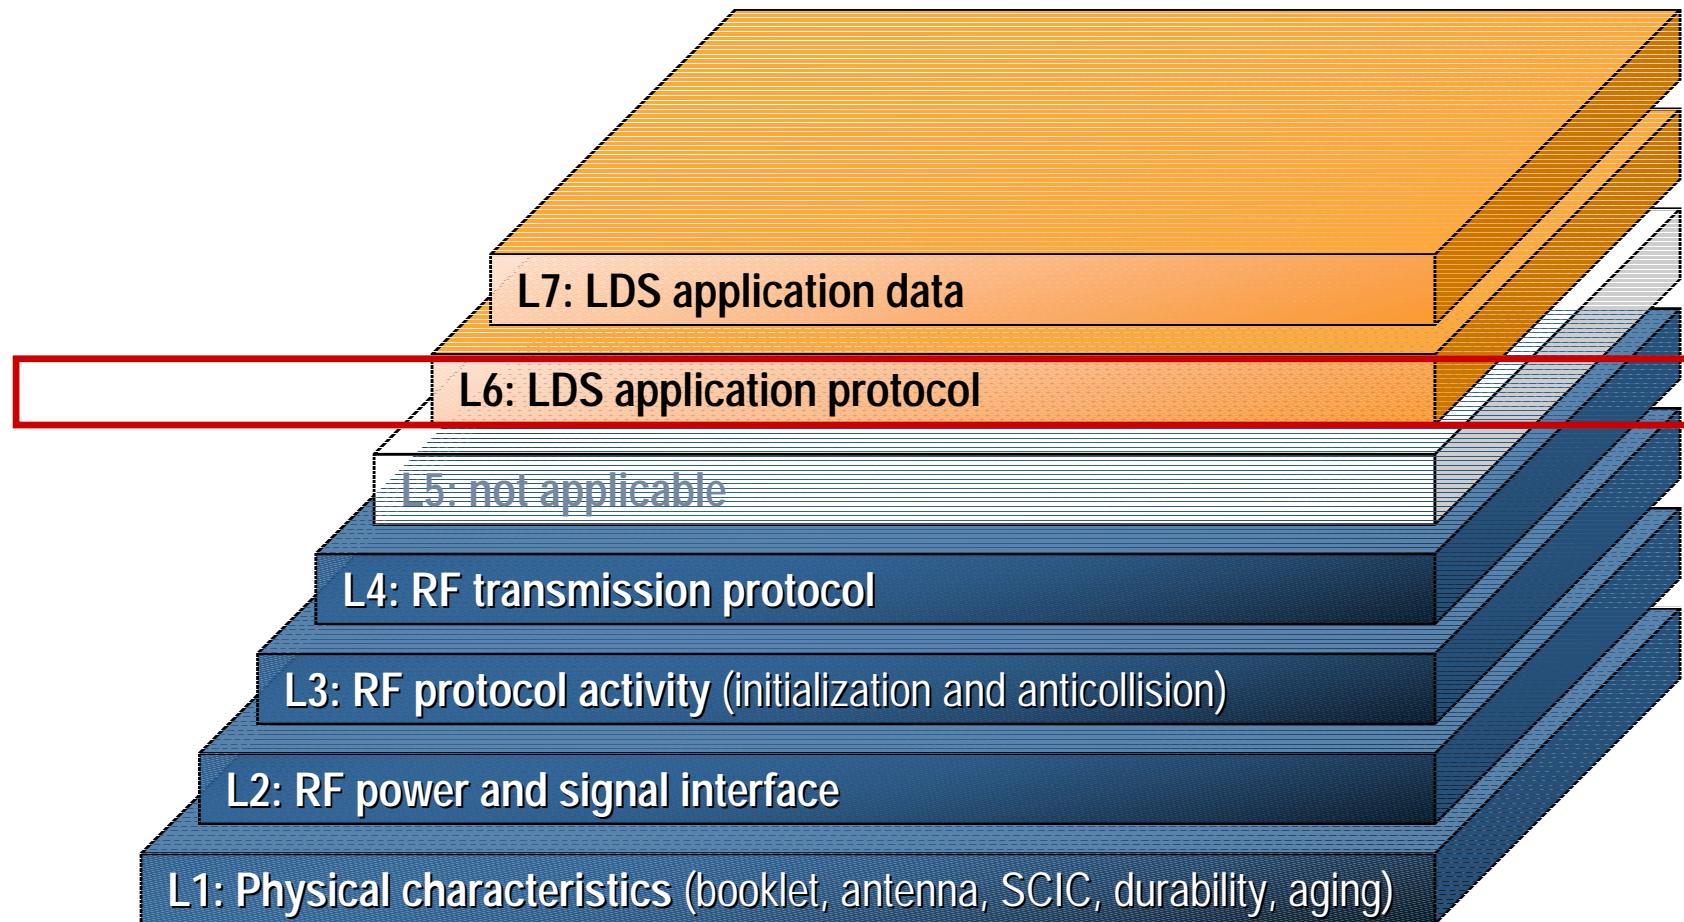 L7: LDS application data
L6: LDS application protocol
L5: not applicable
L4: RF transmission protocol
L3: RF protocol activity (initialization and anticollision)
L2: RF power and signal interface
L1: Physical characteristics (booklet, antenna, SCIC, durability, aging)